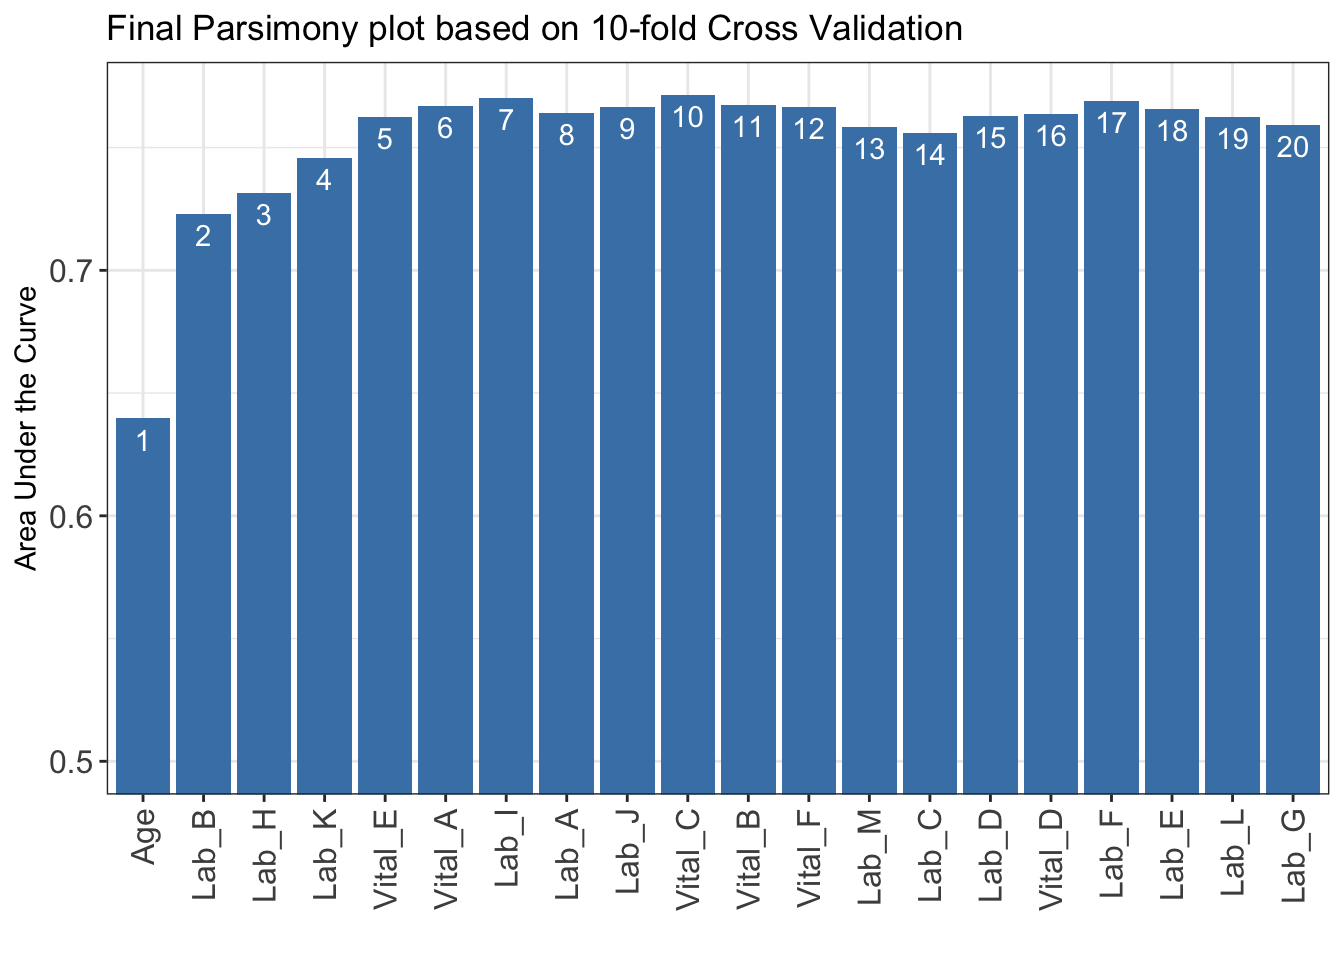 Final Parsimony plot based on 10-fold Cross Validation
Area Under the Curve
0.7
0.6
0.5
1
2
3
4
5
6
7
8
9
10
11
12
13
14
15
16
17
18
19
20
Age
Lab_B
Lab_H
Lab_K
Vital_E
Vital_A
Lab_I
Lab_A
Lab_J
Vital_C
Vital_B
Vital_F
Lab_M
Lab_C
Lab_D
Vital_D
Lab_F
Lab_E
Lab_L
Lab_G